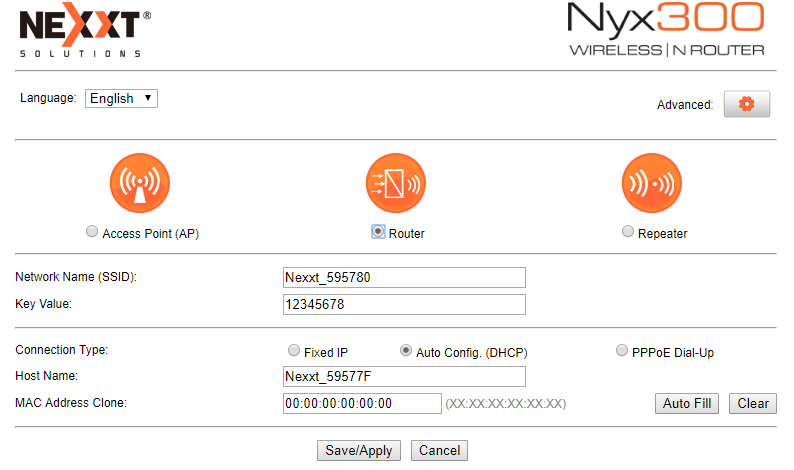 NEXXT®
SOLUTIONS
Nyx300
WIRELESS|N ROUTER
Language: English
Advanced:
Access Point (AP) Router Repeater
Network Name (SSID): Nexxt_595780
Key Value: 12345678
Connection Type: Fixed IP Auto Config. (DHCP) PPPoE Dial-Up
Host Name: Nexxt_59577F
MAC Address Clone: 00:00:00:00:00:00 (XX:XX:XX:XX:XX:XX) Auto Fill Clear
Save/Apply Cancel